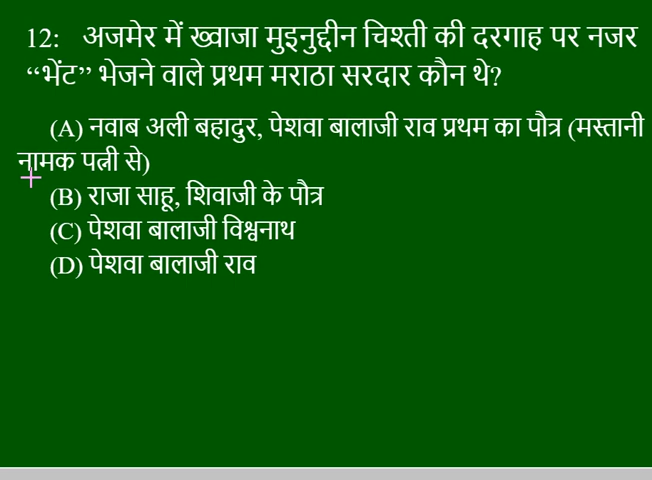 12: अजमेर में ख्वाजा मुइनुद्दीन चिश्ती की दरगाह पर नजर
“भेंट” भेजने वाले प्रथम मराठा सरदार कौन थे?
(A) नवाब अली बहादुर, पेशवा बालाजी राव प्रथम का पौत्र (मस्तानी
नामक पत्नी से)
(B) राजा साहू, शिवाजी के पौत्र
(C) पेशवा बालाजी विश्वनाथ
(D) पेशवा बालाजी राव